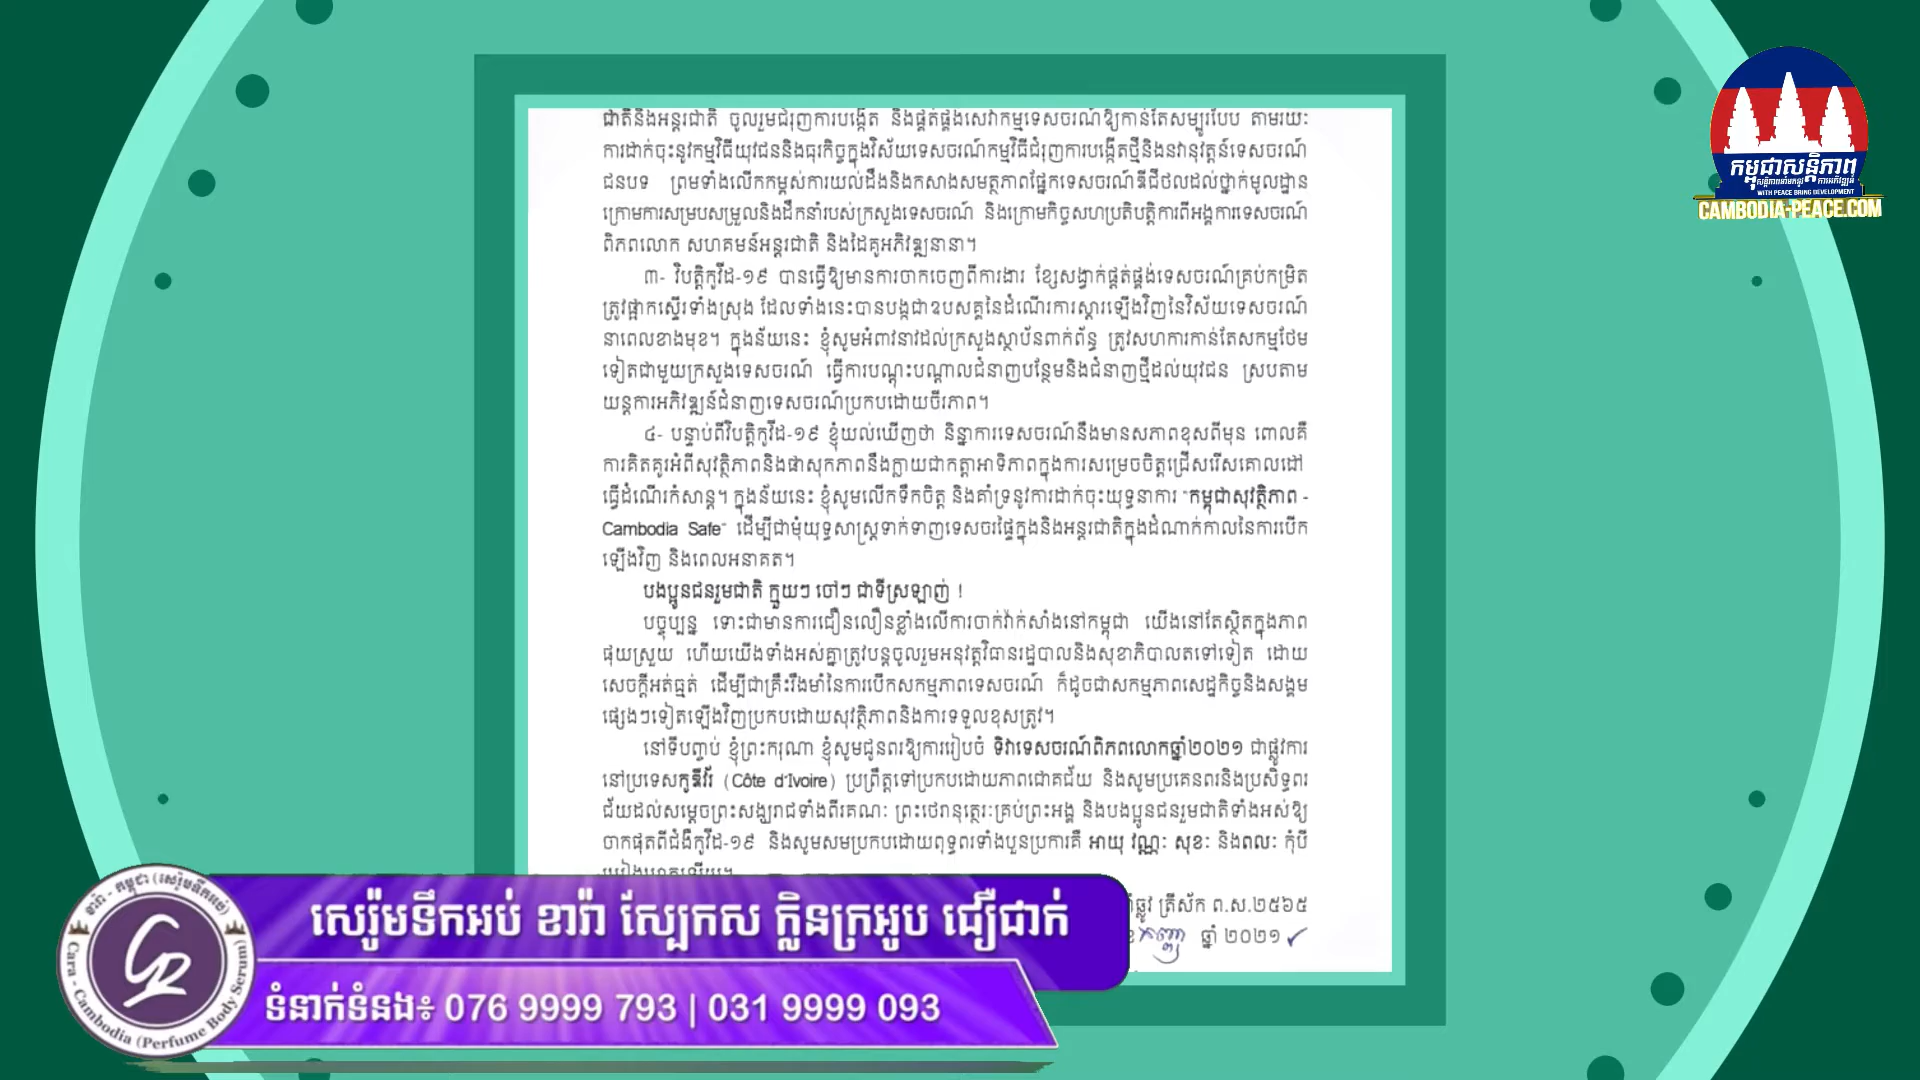 ជាតិនិងអន្តរជាតិ ចូលរួមជំរុញការបង្កើត និងផ្គត់ផ្គង់សេវាកម្មទេសចរណ៍ឱ្យកាន់តែសម្បូរបែប តាមរយៈ
ការដាក់ចុះនូវកម្មវិធីយុវជននិងធុរកិច្ចក្នុងវិស័យទេសចរណ៍កម្មវិធីជំរុញការបង្កើតថ្មីនិងនវានុវត្តន៍ទេសចរណ៍
ជនបទ ព្រមទាំងលើកកម្ពស់ការយល់ដឹងនិងកសាងសមត្ថភាពផ្នែកទេសចរណ៍ឌីជីថលដល់ថ្នាក់មូលដ្ឋាន
ក្រោមការសម្របសម្រួលនិងដឹកនាំរបស់ក្រសួងទេសចរណ៍ និងក្រោមកិច្ចសហប្រតិបត្តិការពីអង្គការទេសចរណ៍
ពិភពលោក សហគមន៍អន្តរជាតិ និងដៃគូអភិវឌ្ឍនានា។
៣- វិបត្តិកូវីដ-១៩ បានធ្វើឱ្យមានការចាកចេញពីការងារ ខ្សែសង្វាក់ផ្គត់ផ្គង់ទេសចរណ៍គ្រប់កម្រិត
ត្រូវផ្អាកស្ទើរទាំងស្រុង ដែលទាំងនេះបានបង្កជាឧបសគ្គនៃដំណើរការស្តារឡើងវិញនៃវិស័យទេសចរណ៍
នាពេលខាងមុខ។ ក្នុងន័យនេះ ខ្ញុំសូមអំពាវនាវដល់ក្រសួងស្ថាប័នពាក់ព័ន្ធ ត្រូវសហការកាន់តែសកម្មថែម
ទៀតជាមួយក្រសួងទេសចរណ៍ ធ្វើការបណ្តុះបណ្តាលជំនាញបន្ថែមនិងជំនាញថ្មីដល់យុវជន ស្របតាម
យន្តការអភិវឌ្ឍន៍ជំនាញទេសចរណ៍ប្រកបដោយចីរភាព។
៤- បន្ទាប់ពីវិបត្តិកូវីដ-១៩ ខ្ញុំយល់ឃើញថា និន្នាការទេសចរណ៍នឹងមានសភាពខុសពីមុន ពោលគឺ
ការគិតគូរអំពីសុវត្ថិភាពនិងផាសុកភាពនឹងក្លាយជាកត្តាអាទិភាពក្នុងការសម្រេចចិត្តជ្រើសរើសគោលដៅ
ធ្វើដំណើរកំសាន្ត។ ក្នុងន័យនេះ ខ្ញុំសូមលើកទឹកចិត្ត និងគាំទ្រនូវការដាក់ចុះយុទ្ធនាការ "កម្ពុជាសុវត្ថិភាព -
Cambodia Safe" ដើម្បីជាមុំយុទ្ធសាស្ត្រទាក់ទាញទេសចរផ្ទៃក្នុងនិងអន្តរជាតិក្នុងដំណាក់កាលនៃការបើក
ឡើងវិញ និងពេលអនាគត។
បងប្អូនជនរួមជាតិ ក្មួយៗ ចៅៗ ជាទីស្រឡាញ់ !
បច្ចុប្បន្ន ទោះជាមានការជឿនលឿនខ្លាំងលើការចាក់វ៉ាក់សាំងនៅកម្ពុជា យើងនៅតែស្ថិតក្នុងភាព
ផុយស្រួយ ហើយយើងទាំងអស់គ្នាត្រូវបន្តចូលរួមអនុវត្តវិធានរដ្ឋបាលនិងសុខាភិបាលតទៅទៀត ដោយ
សេចក្តីអត់ធ្មត់ ដើម្បីជាគ្រឹះរឹងមាំនៃការបើកសកម្មភាពទេសចរណ៍ ក៏ដូចជាសកម្មភាពសេដ្ឋកិច្ចនិងសង្គម
ផ្សេងៗទៀតឡើងវិញប្រកបដោយសុវត្ថិភាពនិងការទទួលខុសត្រូវ។
នៅទីបញ្ចប់ ខ្ញុំព្រះករុណា ខ្ញុំសូមជូនពរឱ្យការរៀបចំ ទិវាទេសចរណ៍ពិភពលោកឆ្នាំ២០២១ ជាផ្លូវការ
នៅប្រទេសកូឌីវ័រ (Côte d'Ivoire) ប្រព្រឹត្តទៅប្រកបដោយភាពជោគជ័យ និងសូមប្រគេនពរនិងប្រសិទ្ធពរ
ជ័យដល់សម្តេចព្រះសង្ឃរាជទាំងពីរគណៈ ព្រះថេរានុត្ថេរៈគ្រប់ព្រះអង្គ និងបងប្អូនជនរួមជាតិទាំងអស់ឱ្យ
ចាកផុតពីជំងឺកូវីដ-១៩ និងសូមសមប្រកបដោយពុទ្ធពរទាំងបួនប្រការគឺ អាយុ វណ្ណៈ សុខៈ និងពលៈ កុំបី
ឆ្លូវ ត្រីស័ក ព.ស.២៥៦៥
កញ្ញា ឆ្នាំ ២០២១
កម្ពុជាសន្តិភាព
WITH PEACE BRING DEVELOPMENT
CAMBODIA-PEACE.COM
សេរ៉ូមទឹកអប់ ខារ៉ា ស្បែកស ក្លិនក្រអូប ជឿជាក់
ទំនាក់ទំនង៖ 076 9999 793 | 031 9999 093
ខារ៉ា - កម្ពុជា (សេរ៉ូមទឹកអប់)
CR
Cara - Cambodia (Perfume Body Serum)